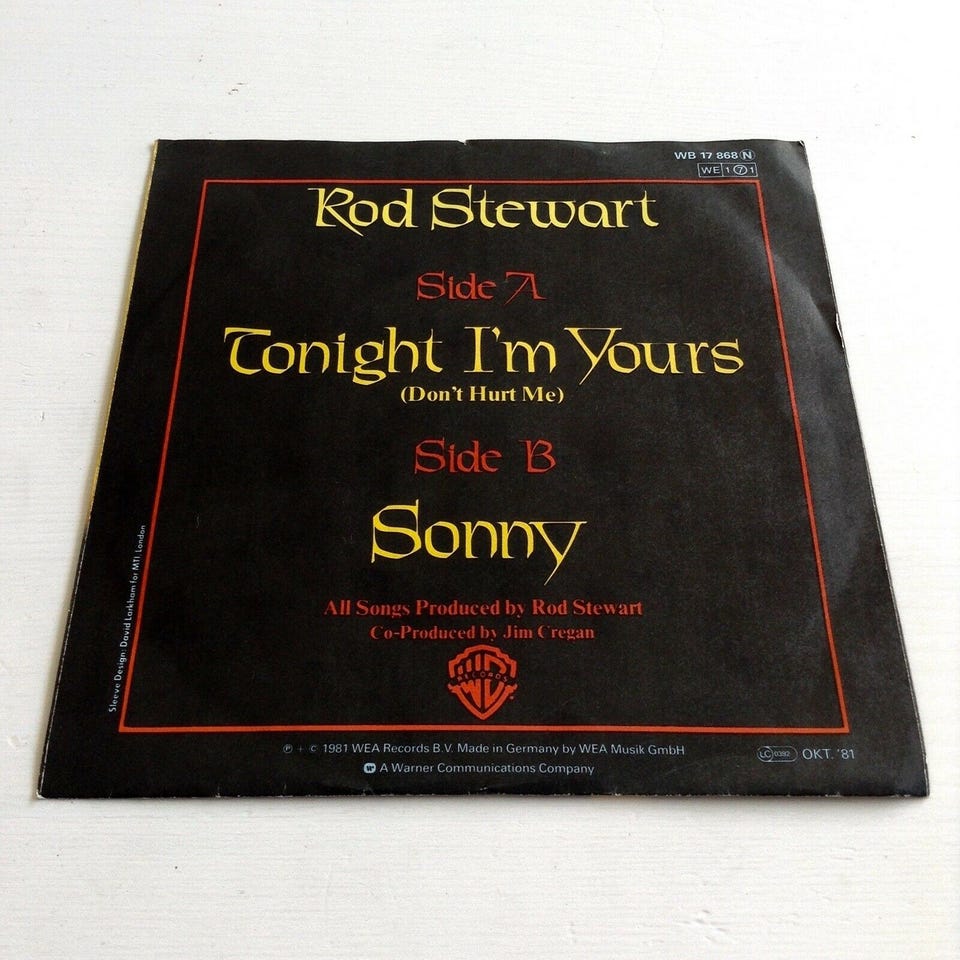 WB 17 868 N
WE 1 7 1
Rod Stewart
Side A
Tonight I'm Yours
(Don't Hurt Me)
Side B
Sonny
All Songs Produced by Rod Stewart
Co-Produced by Jim Cregan
WB
RECORDS
Sleeve Design: David Larkham for MTI London
℗ + © 1981 WEA Records B.V. Made in Germany by WEA Musik GmbH
A Warner Communications Company
LC 0392
OKT. '81